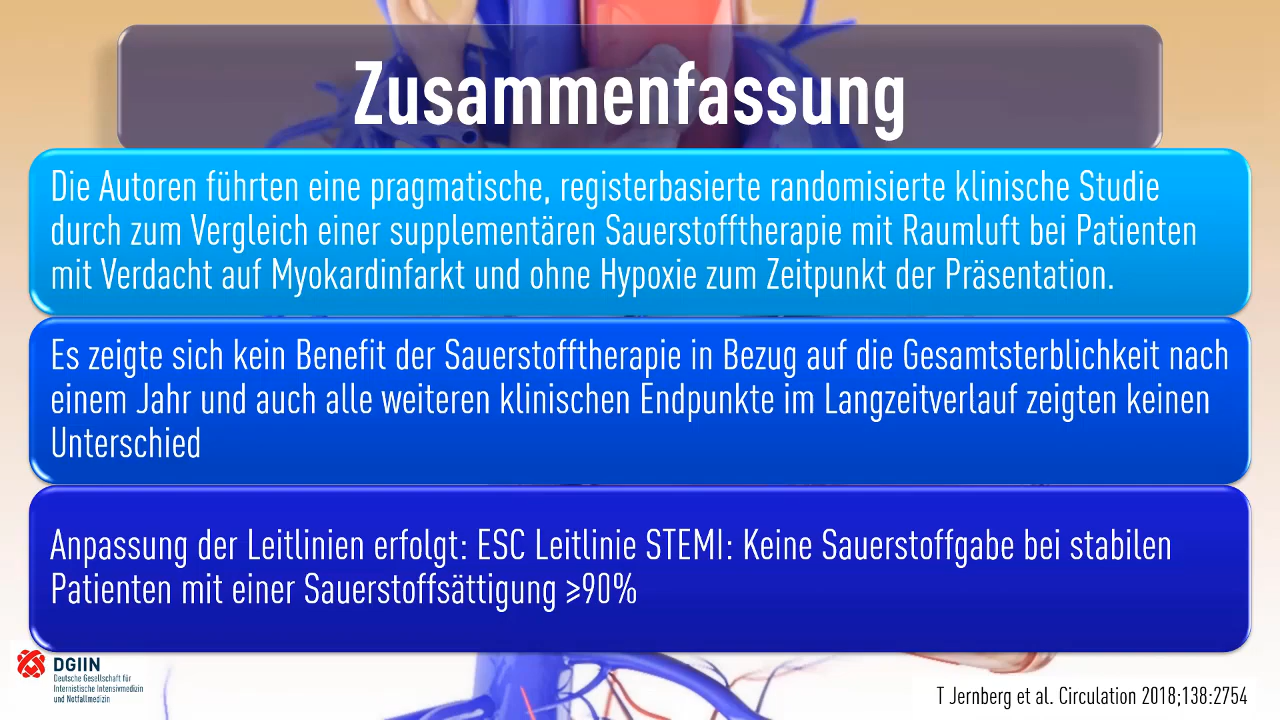 Zusammenfassung
Die Autoren führten eine pragmatische, registerbasierte randomisierte klinische Studie
durch zum Vergleich einer supplementären Sauerstofftherapie mit Raumluft bei Patienten
mit Verdacht auf Myokardinfarkt und ohne Hypoxie zum Zeitpunkt der Präsentation.
Es zeigte sich kein Benefit der Sauerstofftherapie in Bezug auf die Gesamtsterblichkeit nach
einem Jahr und auch alle weiteren klinischen Endpunkte im Langzeitverlauf zeigten keinen
Unterschied
Anpassung der Leitlinien erfolgt: ESC Leitlinie STEMI: Keine Sauerstoffgabe bei stabilen
Patienten mit einer Sauerstoffsättigung ≥90%
DGIIN
Deutsche Gesellschaft für
Internistische Intensivmedizin
und Notfallmedizin
T Jernberg et al. Circulation 2018;138:2754